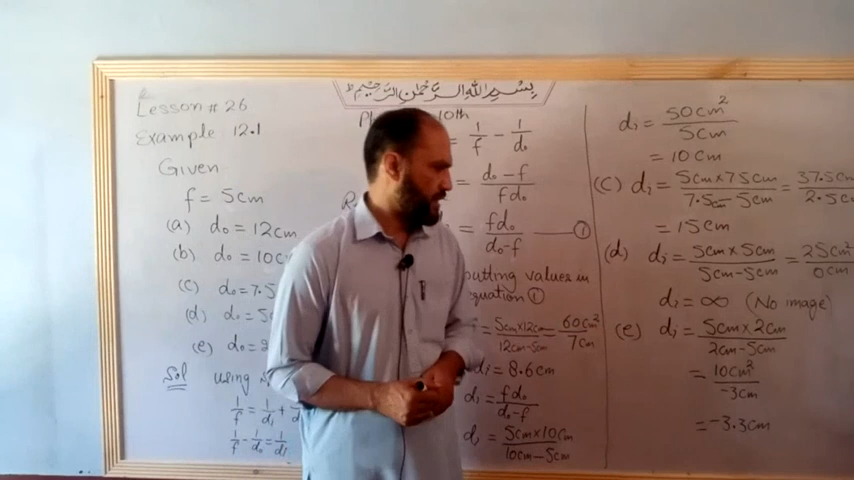 Lesson # 26
Example 12.1
Given
f = 5cm
(a) do = 12cm
(b) do = 10c
(c) do = 7.5
(d) do = 5
(e) do = 2
Sol using
1/f = 1/di +
1/f - 1/do = 1/di
بِسْمِ اللهِ الرَّحْمٰنِ الرَّحِیْمِ
10th
= 1/f - 1/do
= do-f/fdo
= fdo/do-f ①
putting values in
equation ①
= 5cm×12cm/12cm-5cm = 60cm²/7cm
di = 8.6cm
di = fdo/do-f
di = 5cm×10cm/10cm-5cm
di = 50cm²/5cm
= 10cm
(c) di = 5cm×75cm/7.5cm-5cm = 37.5cm/2.5cm
= 15cm
(d) di = 5cm×5cm/5cm-5cm = 25cm²/0cm
di = ∞ (No image)
(e) di = 5cm×2cm/2cm-5cm
= 10cm²/-3cm
= -3.3cm